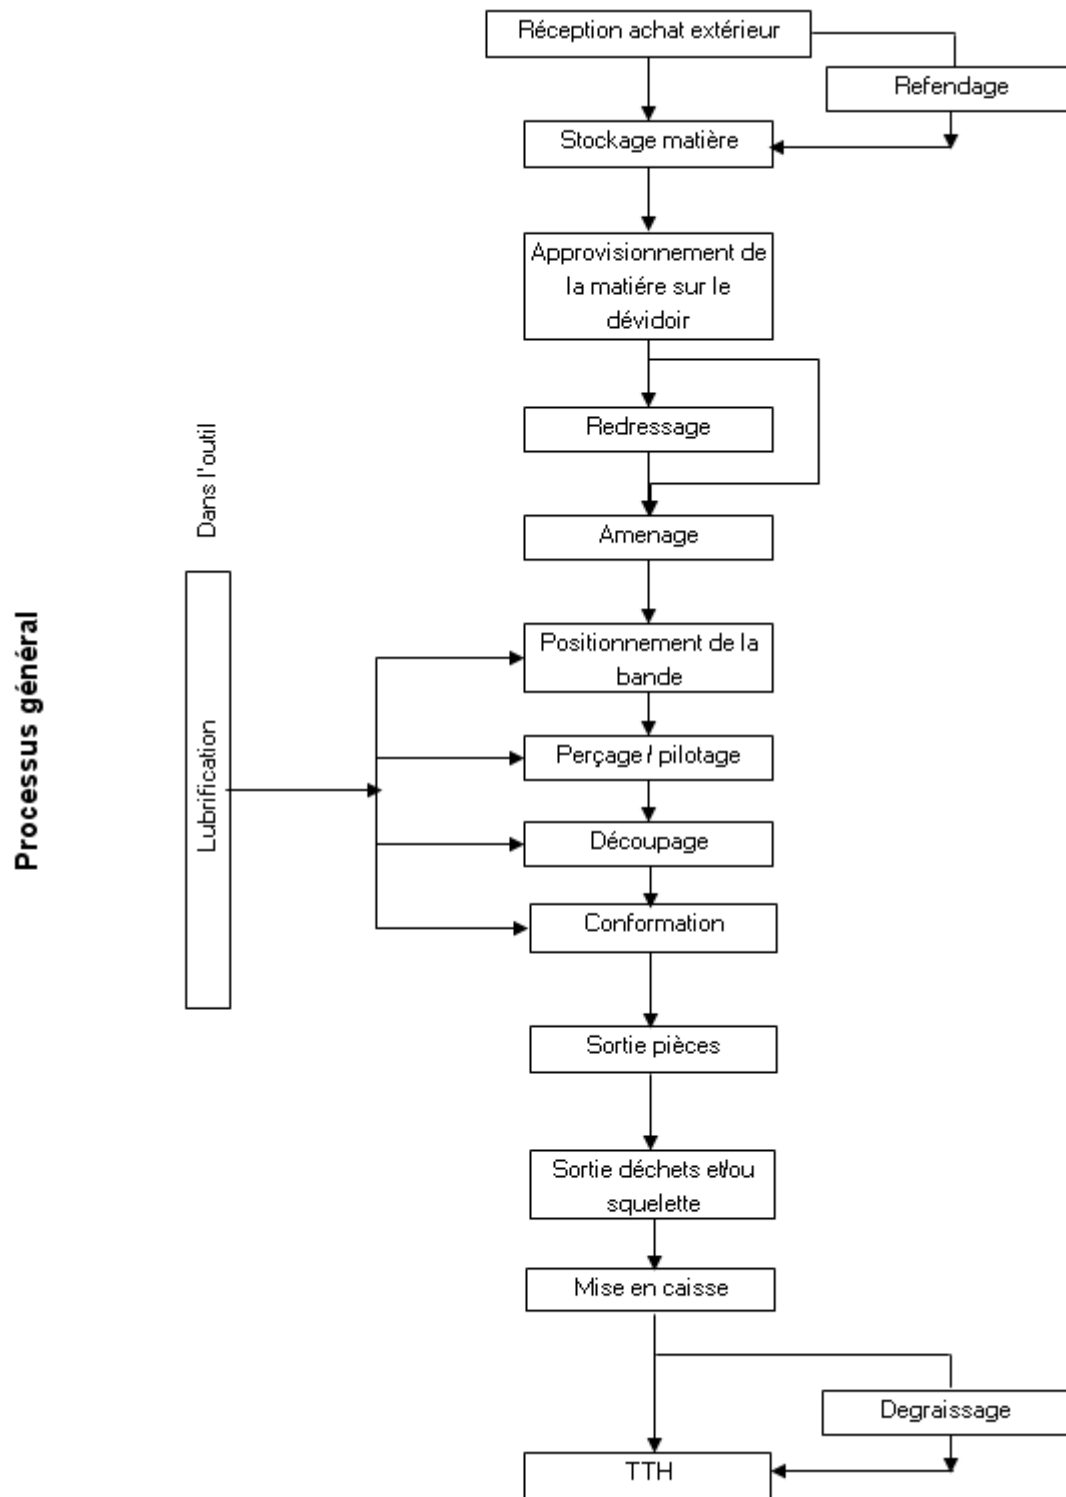 Réception achat extérieur
Refendage
Stockage matière
Approvisionnement de
la matiére sur le
dévidoir
Redressage
Dans l'outil
Amenage
Processus général
Lubrification
Positionnement de la
bande
Perçage / pilotage
Découpage
Conformation
Sortie pièces
Sortie déchets et/ou
squelette
Mise en caisse
Degraissage
TTH